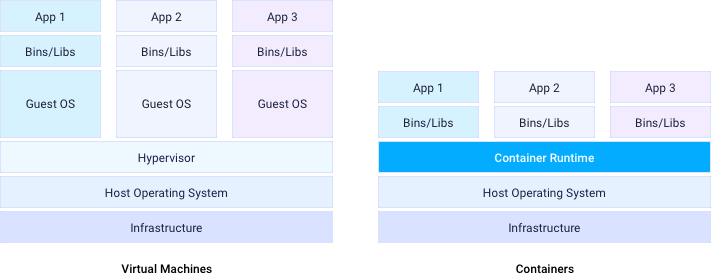 App 1
App 2
App 3
Bins/Libs
Bins/Libs
Bins/Libs
Guest OS
Guest OS
Guest OS
Hypervisor
Host Operating System
Infrastructure
Virtual Machines
App 1
App 2
App 3
Bins/Libs
Bins/Libs
Bins/Libs
Container Runtime
Host Operating System
Infrastructure
Containers